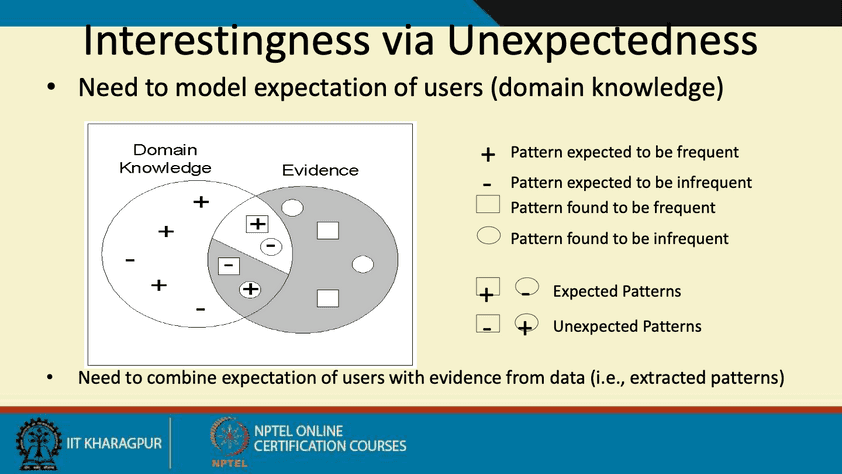 Interestingness via Unexpectedness
• Need to model expectation of users (domain knowledge)
Domain
Knowledge
Evidence
+ Pattern expected to be frequent
- Pattern expected to be infrequent
Pattern found to be frequent
Pattern found to be infrequent
+ - Expected Patterns
- + Unexpected Patterns
• Need to combine expectation of users with evidence from data (i.e., extracted patterns)
IIT KHARAGPUR
NPTEL
NPTEL ONLINE
CERTIFICATION COURSES